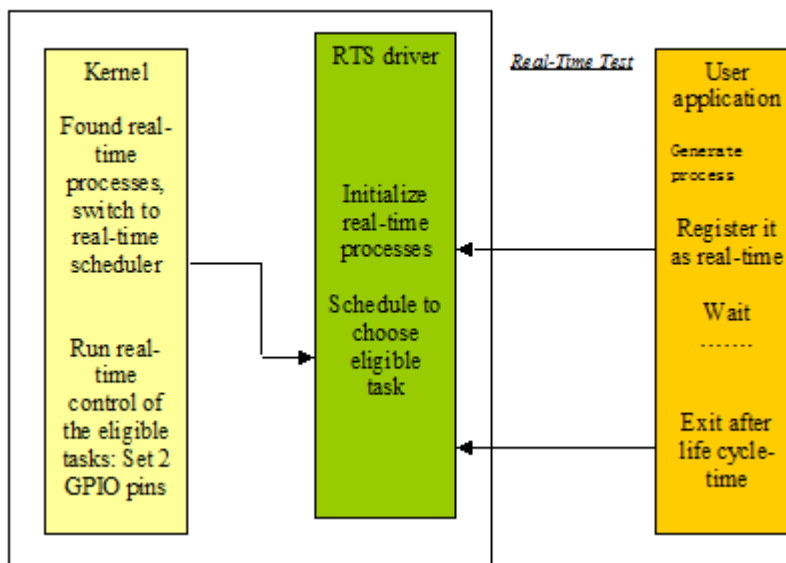 Kernel
Found real-
time
processes,
switch to
real-time
scheduler
Run real-
time
control of
the eligible
tasks: Set 2
GPIO pins
RTS driver
Initialize
real-time
processes
Schedule to
choose
eligible
task
Real-Time Test
User
application
Generate
process
Register it
as real-time
Wait
.......
Exit after
life cycle-
time